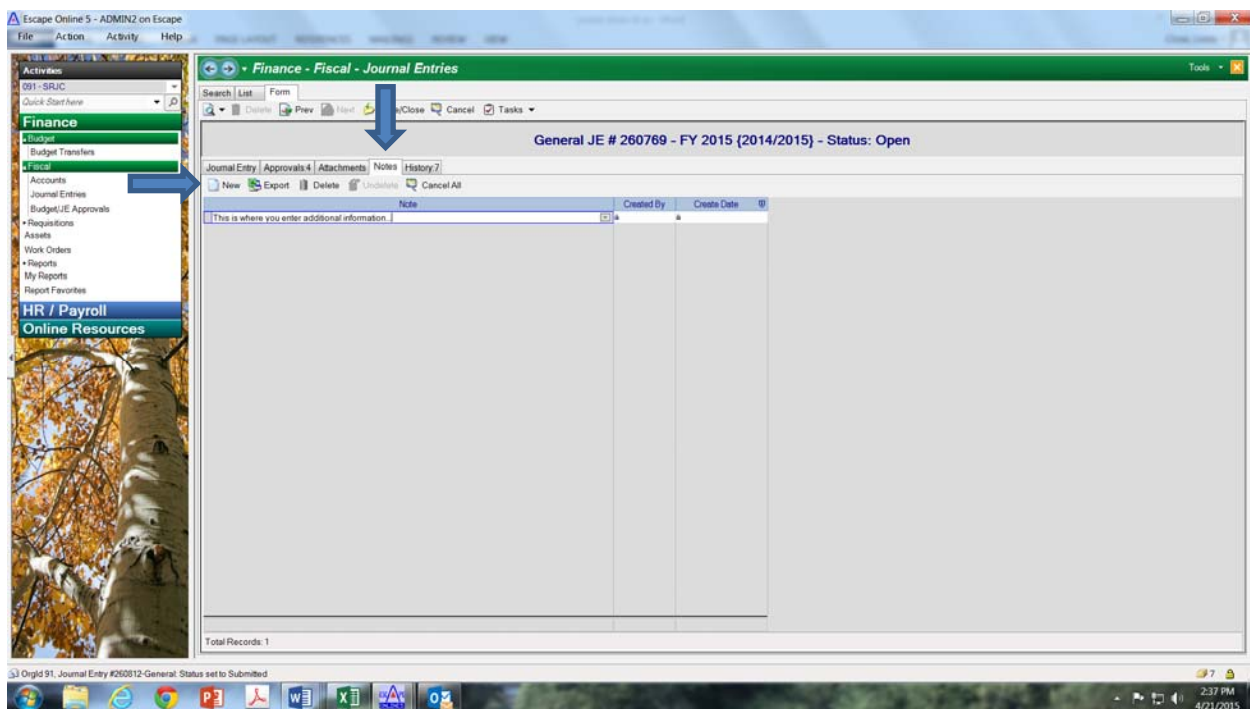 Escape Online 5 - ADMIN2 on Escape
File Action Activity Help
Activities
091 - SRJC
Quick Start here
Finance
Budget
Budget Transfers
Fiscal
Accounts
Journal Entries
Budget/JE Approvals
Requisitions
Assets
Work Orders
Reports
My Reports
Report Favorites
HR / Payroll
Online Resources
Finance - Fiscal - Journal Entries
Tools
Search List Form
Delete Prev Next /Close Cancel Tasks
General JE # 260769 - FY 2015 {2014/2015} - Status: Open
Journal Entry Approvals:4 Attachments Notes History:7
New Export Delete Undelete Cancel All
Note Created By Create Date
This is where you enter additional information...
Total Records: 1
OrgId 91, Journal Entry #260812-General: Status set to Submitted
7
2:37 PM
4/21/2015